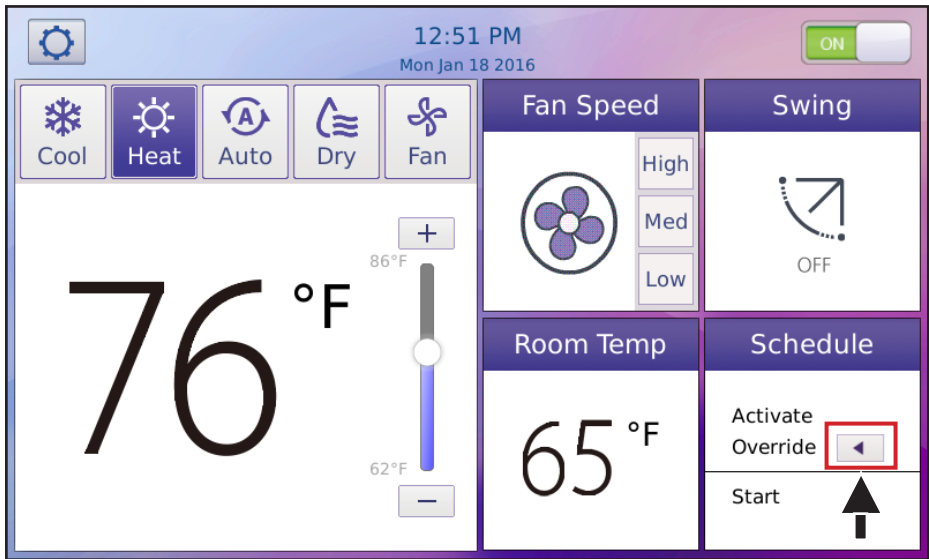 12:51 PM
Mon Jan 18 2016
ON
Cool
Heat
A
Auto
Dry
Fan
76 °F
+
86°F
62°F
−
Fan Speed
High
Med
Low
Swing
OFF
Room Temp
65 °F
Schedule
Activate
Override
Start